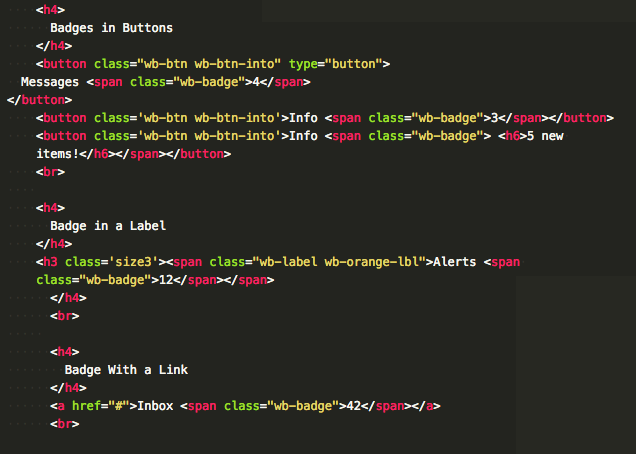 <h4>
Badges in Buttons
</h4>
<button class="wb-btn wb-btn-into" type="button">
Messages <span class="wb-badge">4</span>
</button>
<button class='wb-btn wb-btn-into'>Info <span class="wb-badge">3</span></button>
<button class='wb-btn wb-btn-into'>Info <span class="wb-badge"> <h6>5 new
items!</h6></span></button>
<br>
<h4>
Badge in a Label
</h4>
<h3 class='size3'><span class="wb-label wb-orange-lbl">Alerts <span
class="wb-badge">12</span></span>
</h4>
<br>
<h4>
Badge With a Link
</h4>
<a href="#">Inbox <span class="wb-badge">42</span></a>
<br>